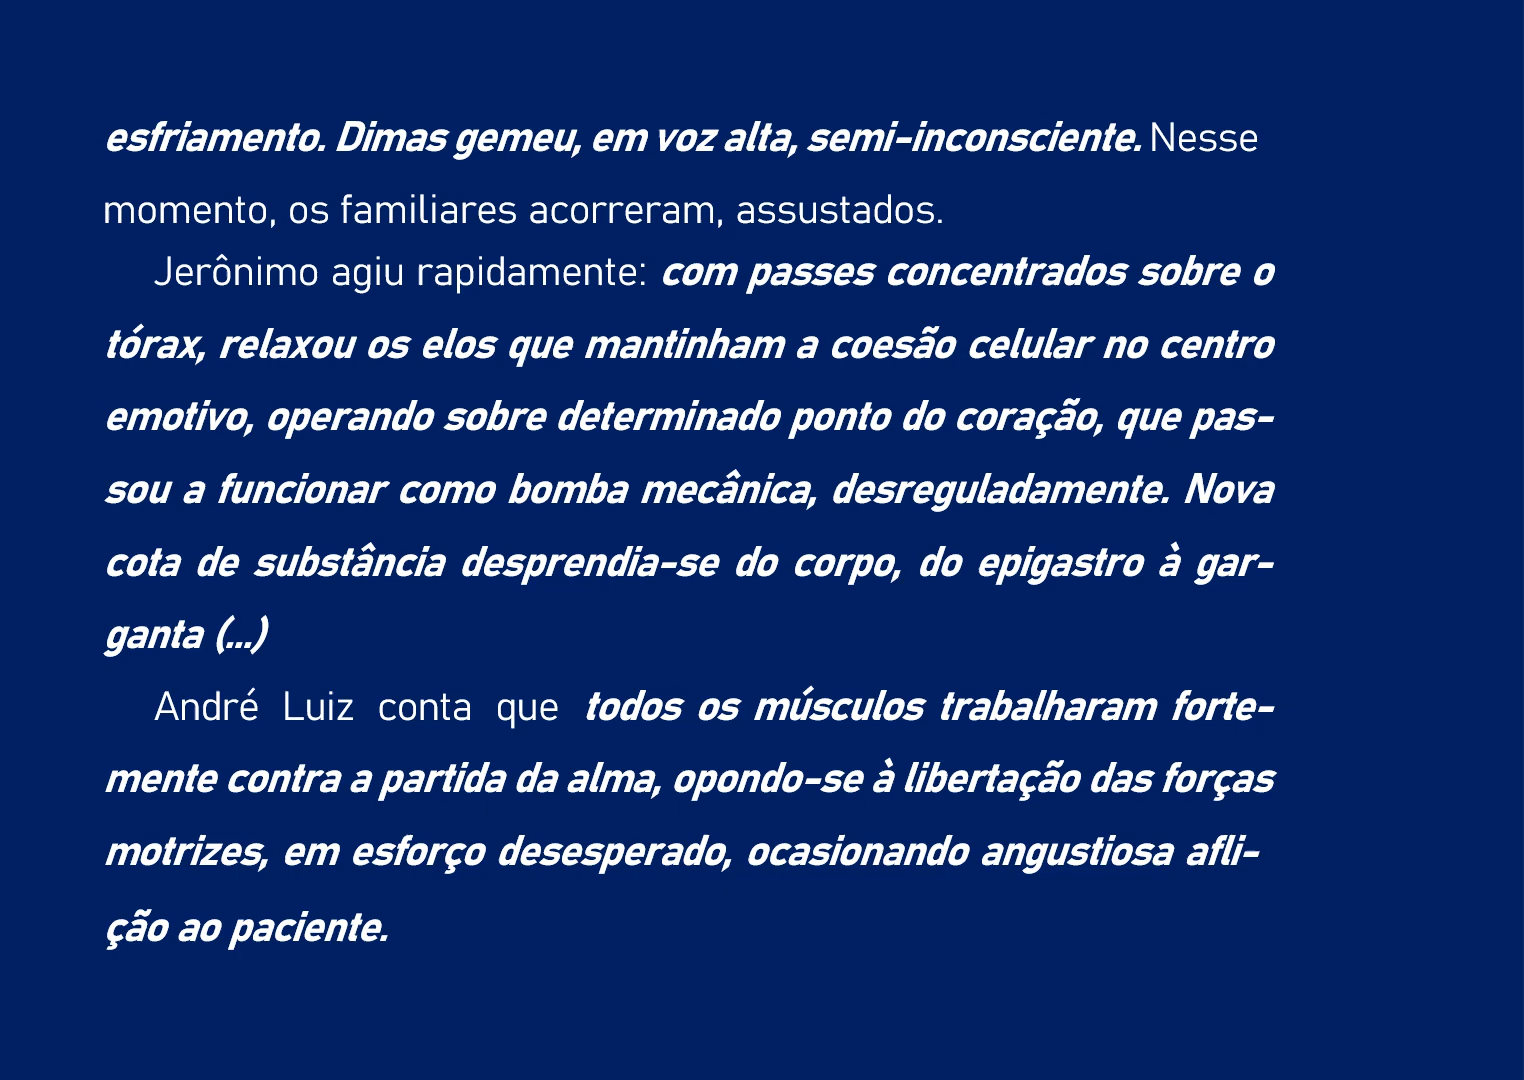 esfriamento. Dimas gemeu, em voz alta, semi-inconsciente. Nesse
momento, os familiares acorreram, assustados.
Jerônimo agiu rapidamente: com passes concentrados sobre o
tórax, relaxou os elos que mantinham a coesão celular no centro
emotivo, operando sobre determinado ponto do coração, que pas-
sou a funcionar como bomba mecânica, desreguladamente. Nova
cota de substância desprendia-se do corpo, do epigastro à gar-
ganta (...)
André Luiz conta que todos os músculos trabalharam forte-
mente contra a partida da alma, opondo-se à libertação das forças
motrizes, em esforço desesperado, ocasionando angustiosa afli-
ção ao paciente.